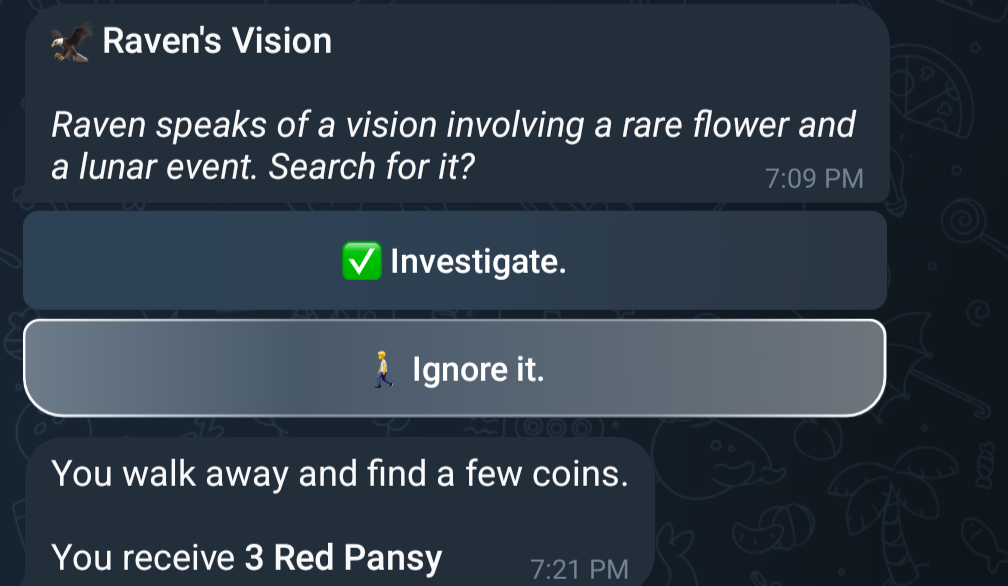 🦅 Raven's Vision
Raven speaks of a vision involving a rare flower and
a lunar event. Search for it?
7:09 PM
✅ Investigate.
🚶 Ignore it.
You walk away and find a few coins.
You receive 3 Red Pansy
7:21 PM